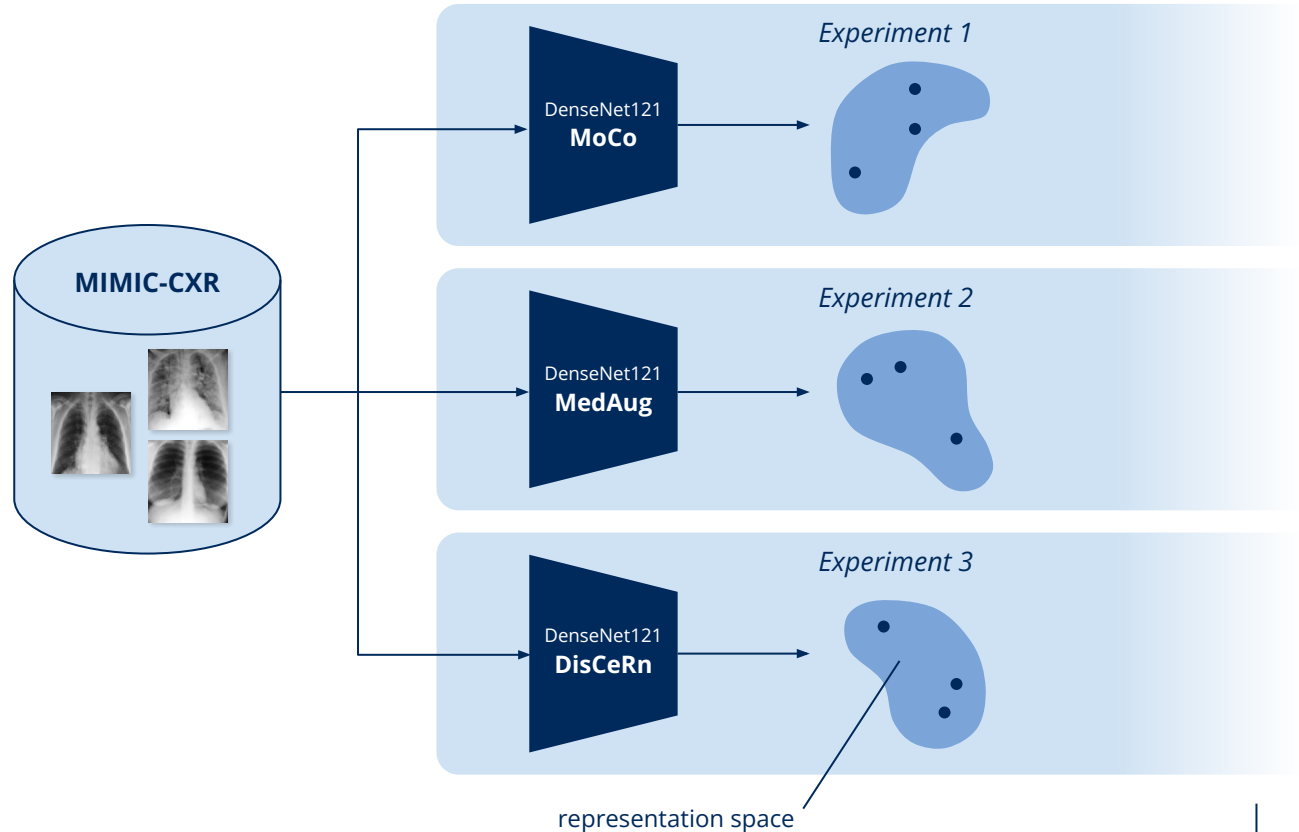 Experiment 1
DenseNet121
MoCo
MIMIC-CXR
Experiment 2
DenseNet121
MedAug
Experiment 3
DenseNet121
DisCeRn
representation space